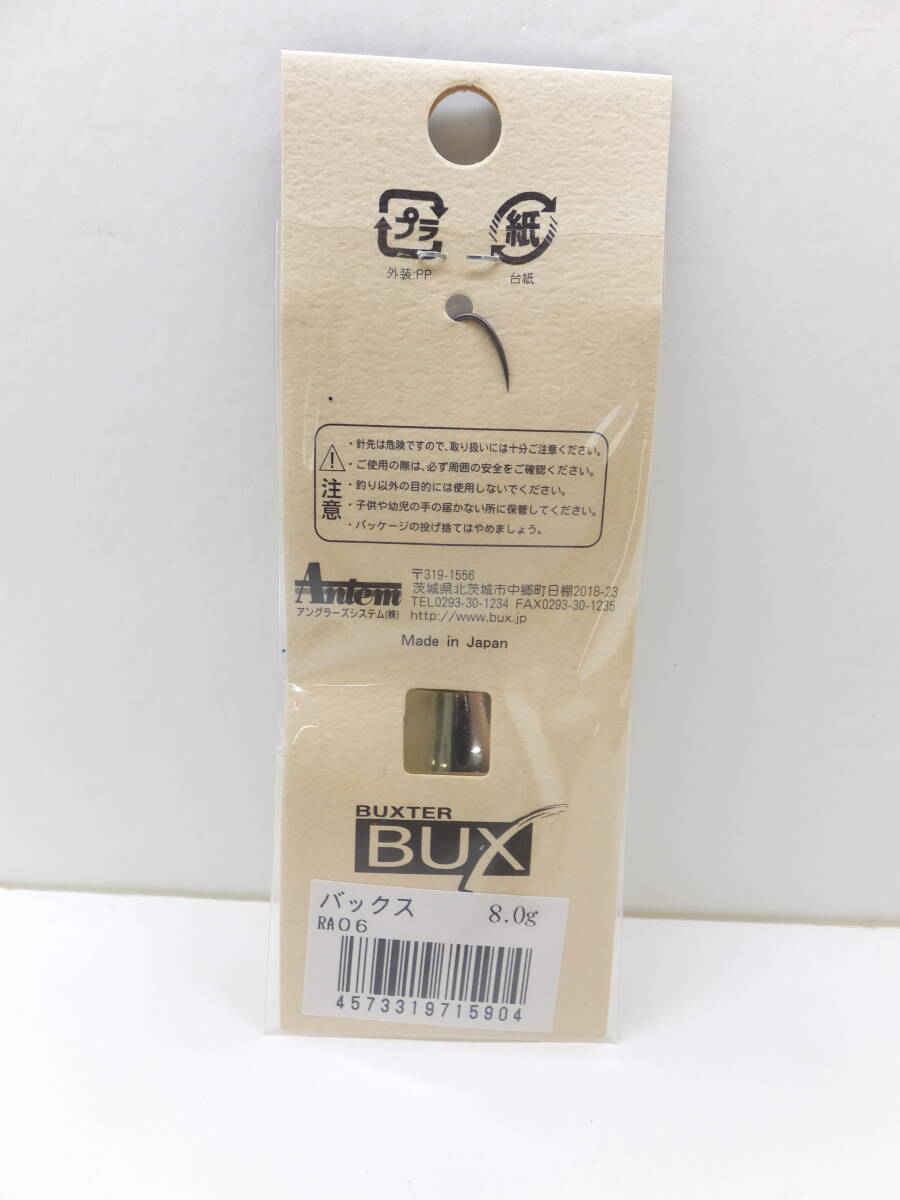 プラ
紙
外装:PP
台紙
注意
・針先は危険ですので、取り扱いには十分ご注意ください。
・ご使用の際は、必ず周囲の安全をご確認ください。
・釣り以外の目的には使用しないでください。
・子供や幼児の手の届かない所に保管してください。
・パッケージの投げ捨てはやめましょう。
Antem
アングラーズシステム(株)
〒319-1556
茨城県北茨城市中郷町日棚2018-23
TEL0293-30-1234 FAX0293-30-1235
http://www.bux.jp
Made in Japan
BUXTER
BUX
バックス 8.0g
RA06
4573319715904